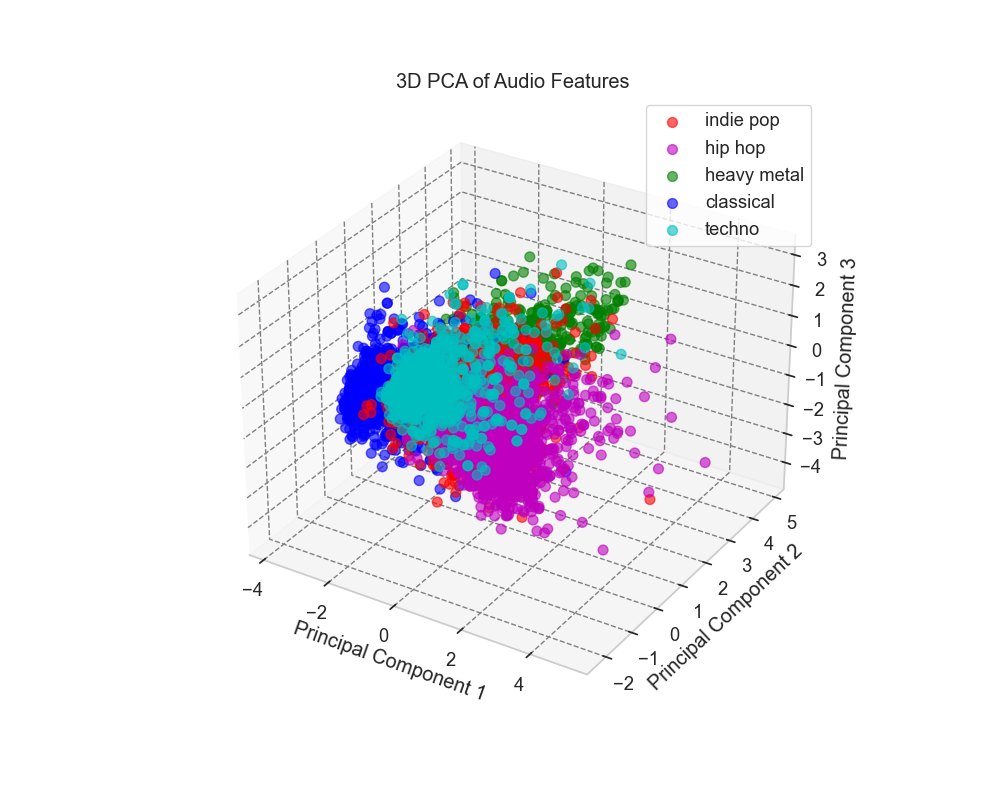 3D PCA of Audio Features
indie pop
hip hop
heavy metal
classical
techno
3
2
1
0
−1
−2
−3
−4
Principal Component 3
5
4
3
2
1
0
−1
−2
Principal Component 2
−4
−2
0
2
4
Principal Component 1